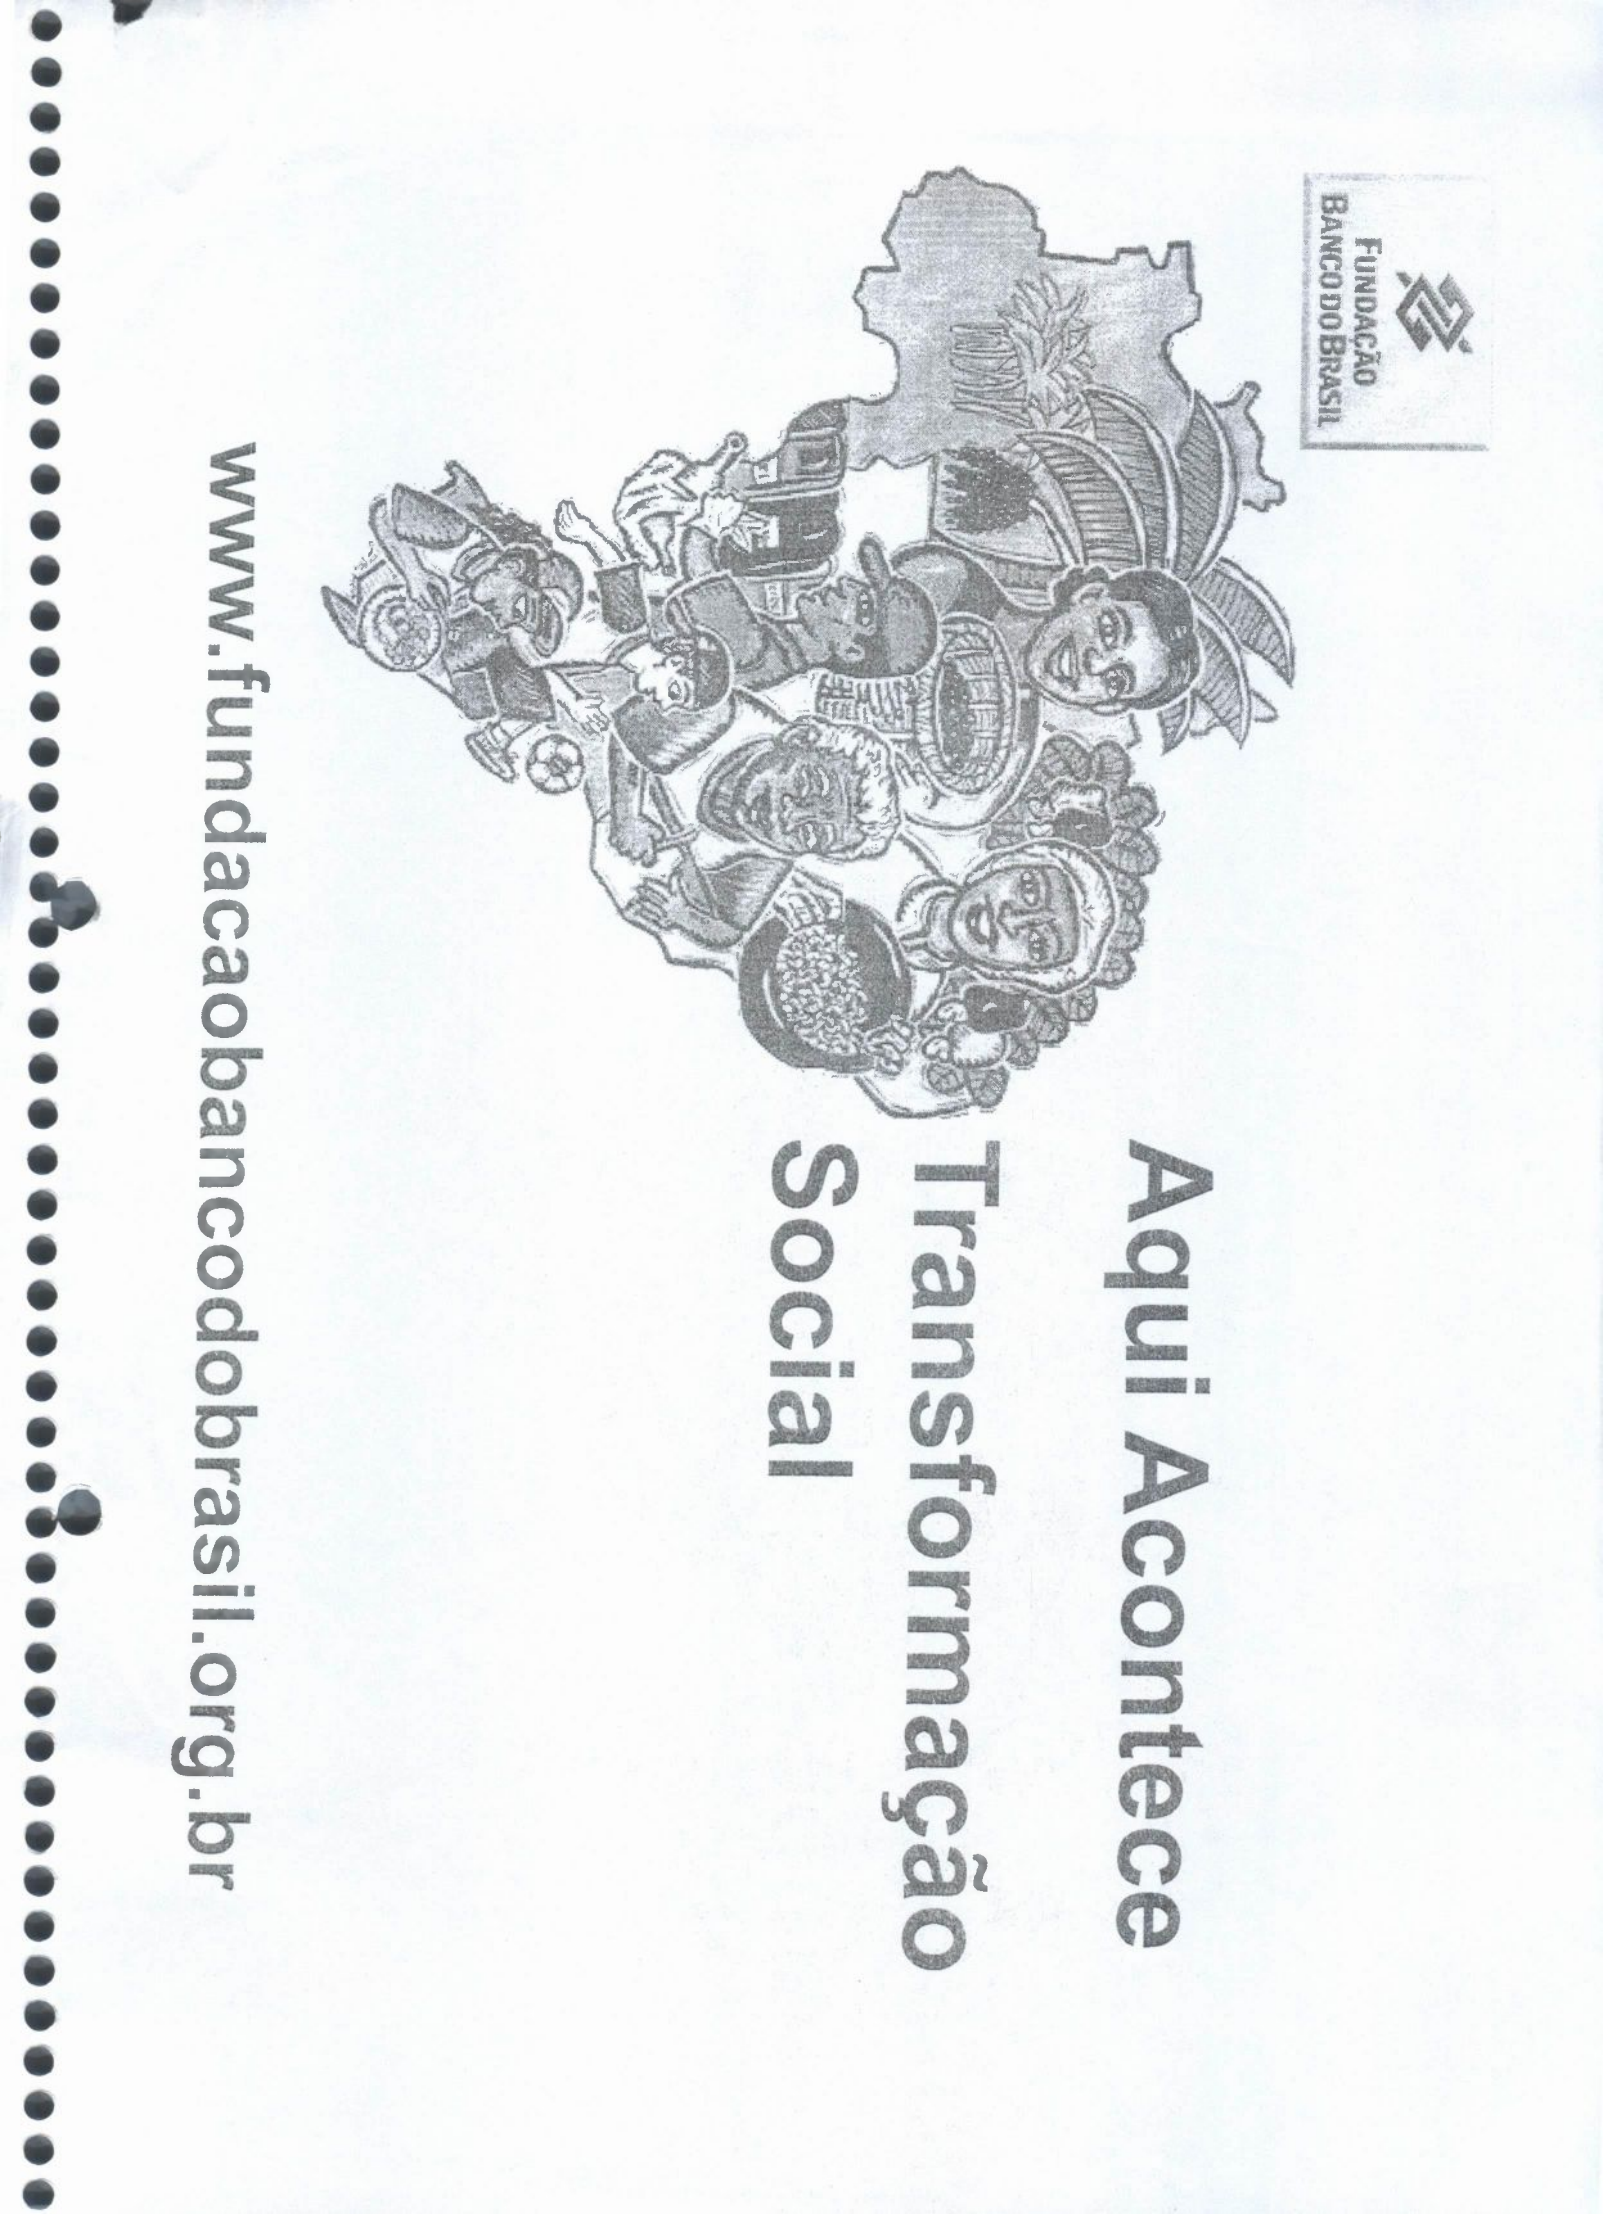 FUNDAÇÃO
BANCO DO BRASIL
Aqui Acontece
Transformação
Social
www.fundacaobancodobrasil.org.br